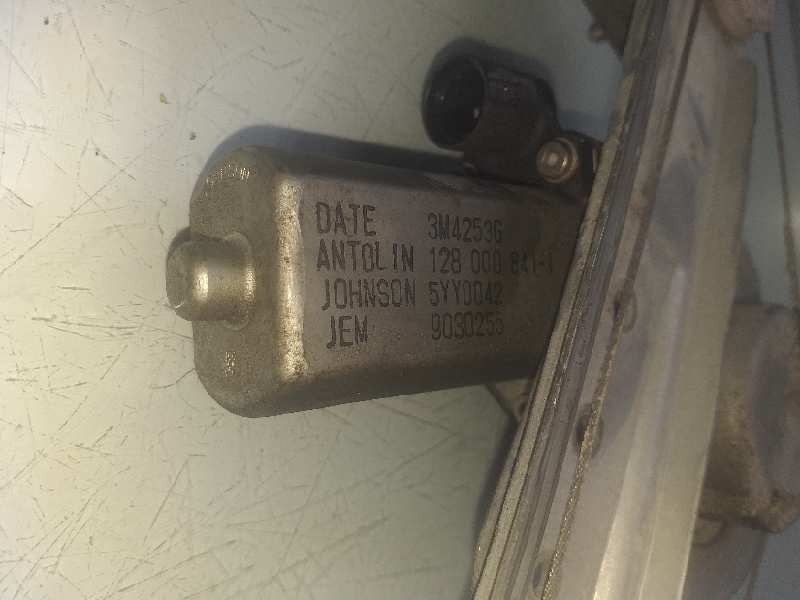 DATE 3M4253G
ANTOLIN 128 000 841-1
JOHNSON 5YY0042
JEM 9030255